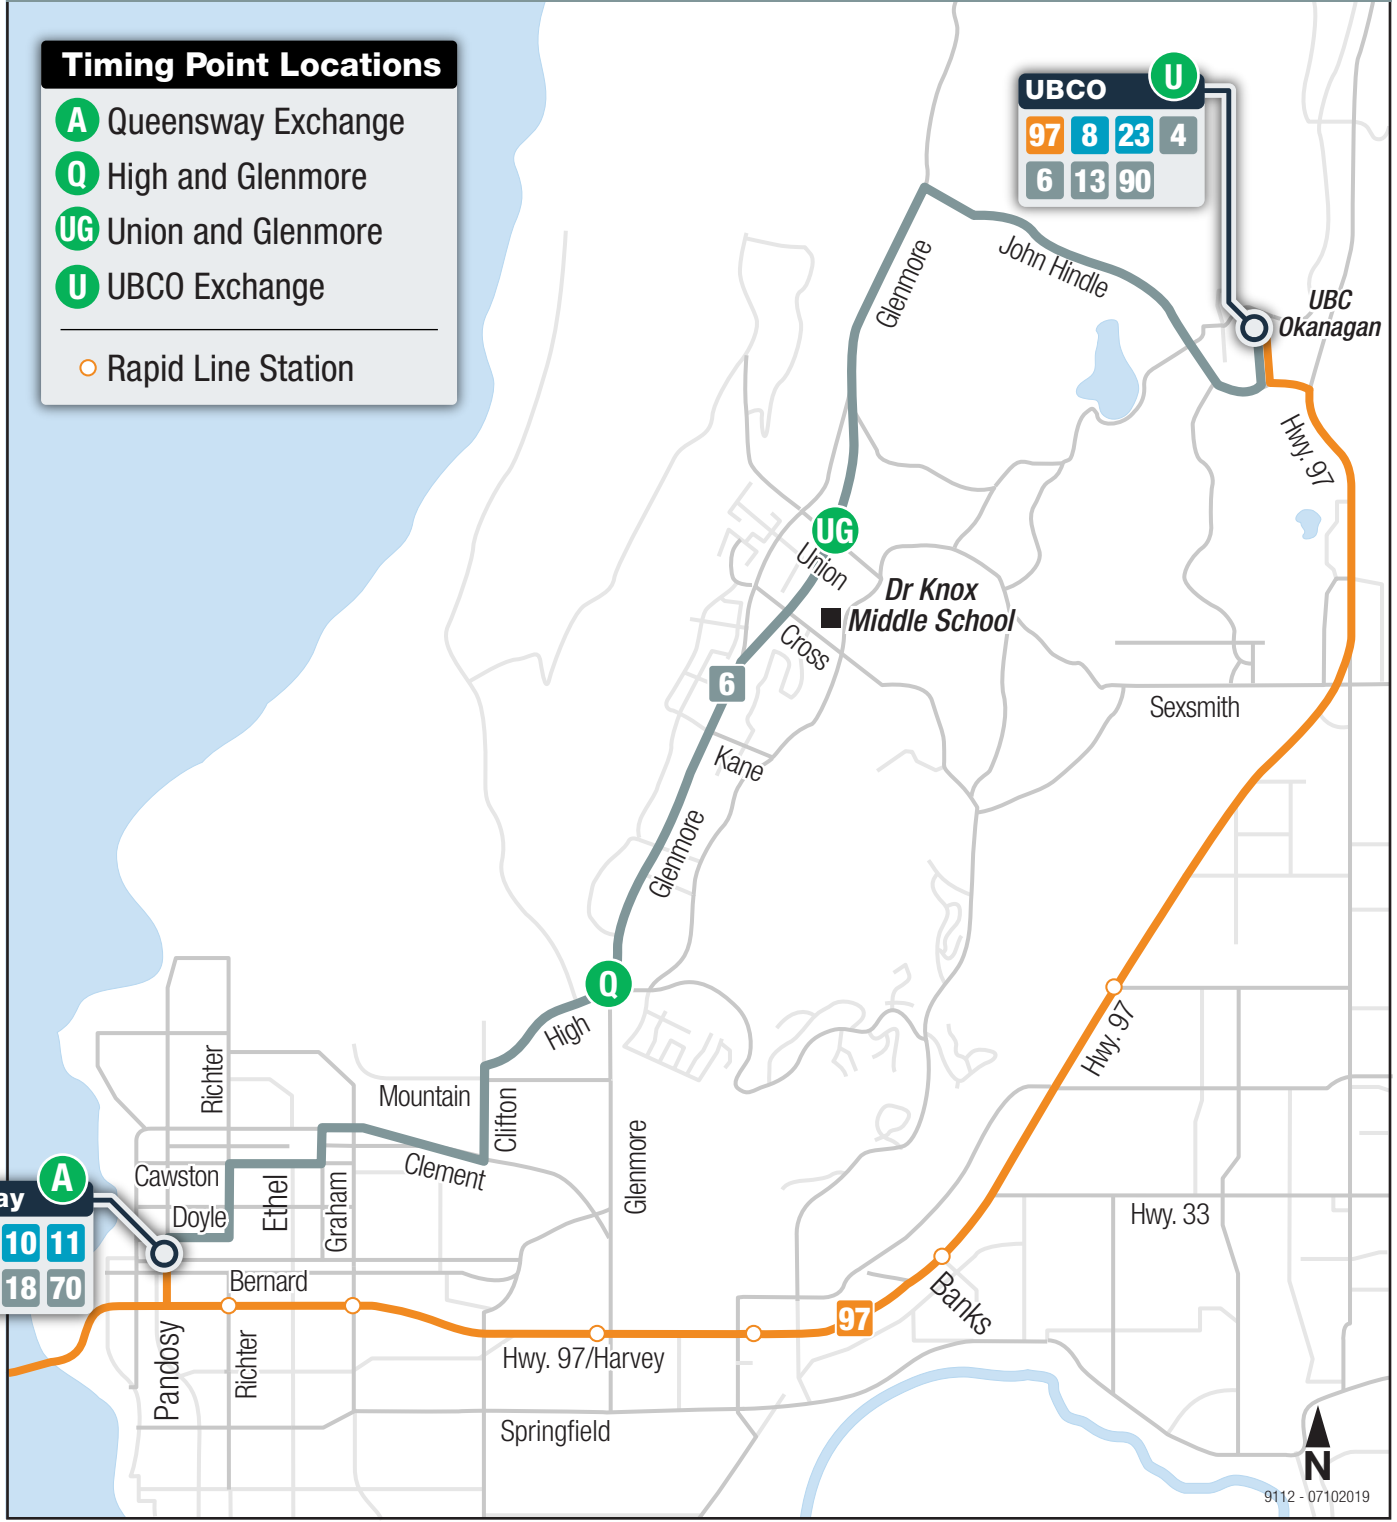 Timing Point Locations
A Queensway Exchange
Q High and Glenmore
UG Union and Glenmore
U UBCO Exchange
Rapid Line Station
U
UBCO
97 8 23 4
6 13 90
UBC
Okanagan
John Hindle
Glenmore
Hwy. 97
UG
Union
Dr Knox
Middle School
Cross
6
Sexsmith
Kane
Glenmore
Q
High
Hwy. 97
Richter
Mountain
Clifton
Clement
Glenmore
Cawston
Ethel
Graham
Doyle
A
ay
10 11
18 70
Hwy. 33
Bernard
Banks
97
Pandosy
Richter
Hwy. 97/Harvey
Springfield
N
9112 - 07102019